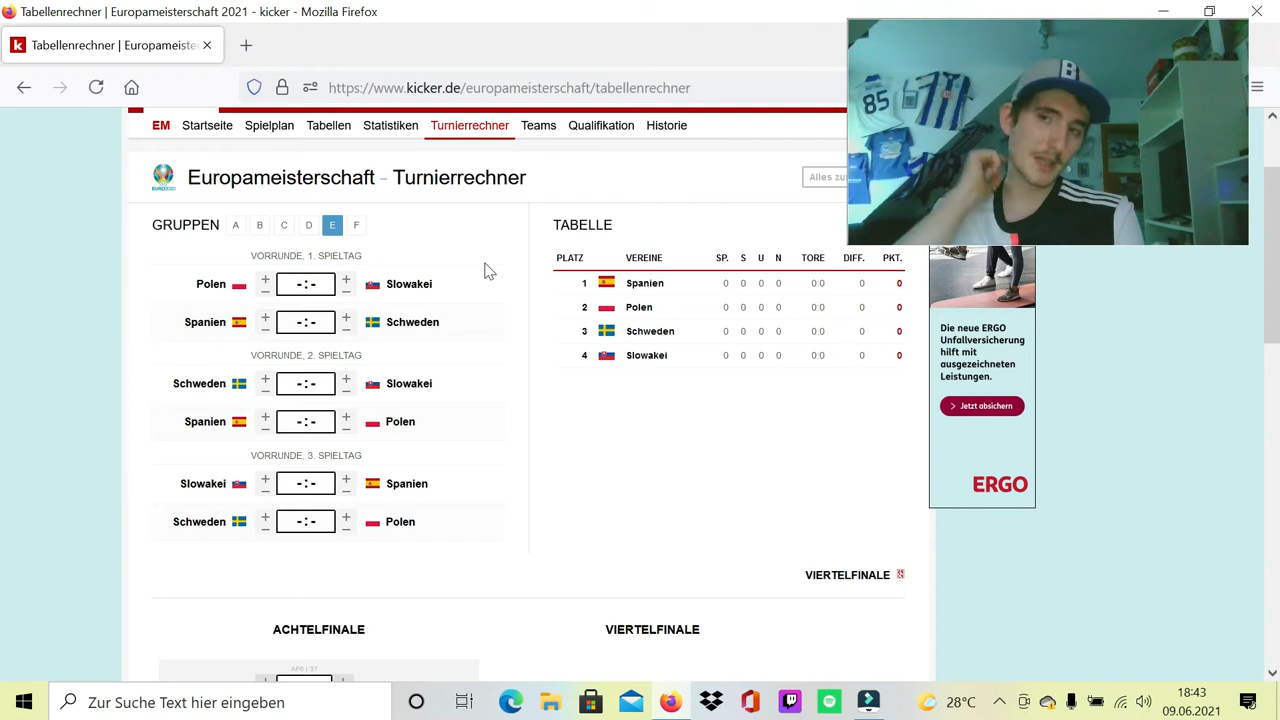 Tabellenrechner | Europameisterschaft 2021 - kicker - Mozilla Firefox
k Tabellenrechner | Europameister
https://www.kicker.de/europameisterschaft/tabellenrechner
EM Startseite Spielplan Tabellen Statistiken Turnierrechner Teams Qualifikation Historie
EURO2020 Europameisterschaft – Turnierrechner Alles zu
GRUPPEN A B C D E F
VORRUNDE, 1. SPIELTAG
Polen -:- Slowakei
Spanien -:- Schweden
VORRUNDE, 2. SPIELTAG
Schweden -:- Slowakei
Spanien -:- Polen
VORRUNDE, 3. SPIELTAG
Slowakei -:- Spanien
Schweden -:- Polen
TABELLE
PLATZ VEREINE SP. S U N TORE DIFF. PKT.
1 Spanien 0 0 0 0 0:0 0 0
2 Polen 0 0 0 0 0:0 0 0
3 Schweden 0 0 0 0 0:0 0 0
4 Slowakei 0 0 0 0 0:0 0 0
VIERTELFINALE
ACHTELFINALE VIERTELFINALE
AF6 | 37
85
B
Die neue ERGO
Unfallversicherung
hilft mit
ausgezeichneten
Leistungen.
Jetzt absichern
ERGO
Zur Suchen hier eingeben
28°C
18:43
09.06.2021